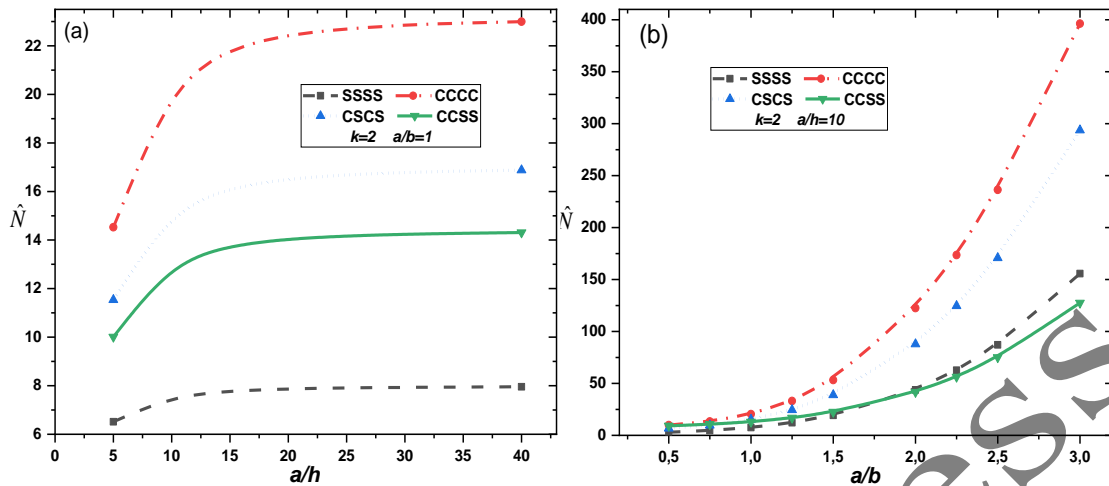 (a)
22
20
18
16
14
12
10
8
6
N̂
SSSS CCCC
CSCS CCSS
k=2 a/b=1
5 10 15 20 25 30 35 40
a/h
(b)
400
350
300
250
200
150
100
50
0
N̂
SSSS CCCC
CSCS CCSS
k=2 a/h=10
0,5 1,0 1,5 2,0 2,5 3,0
a/b
ess